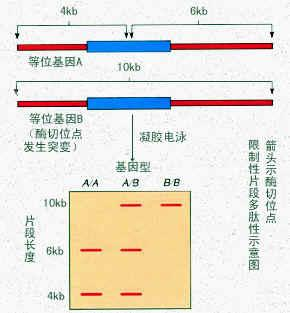 4kb
6kb
等位基因A
10kb
等位基因B
(酶切位点
发生突变)
凝胶电泳
基因型
A/A
A/B
B/B
10kb
6kb
4kb
片段长度
箭头示酶切位点
限制性片段多肽性示意图